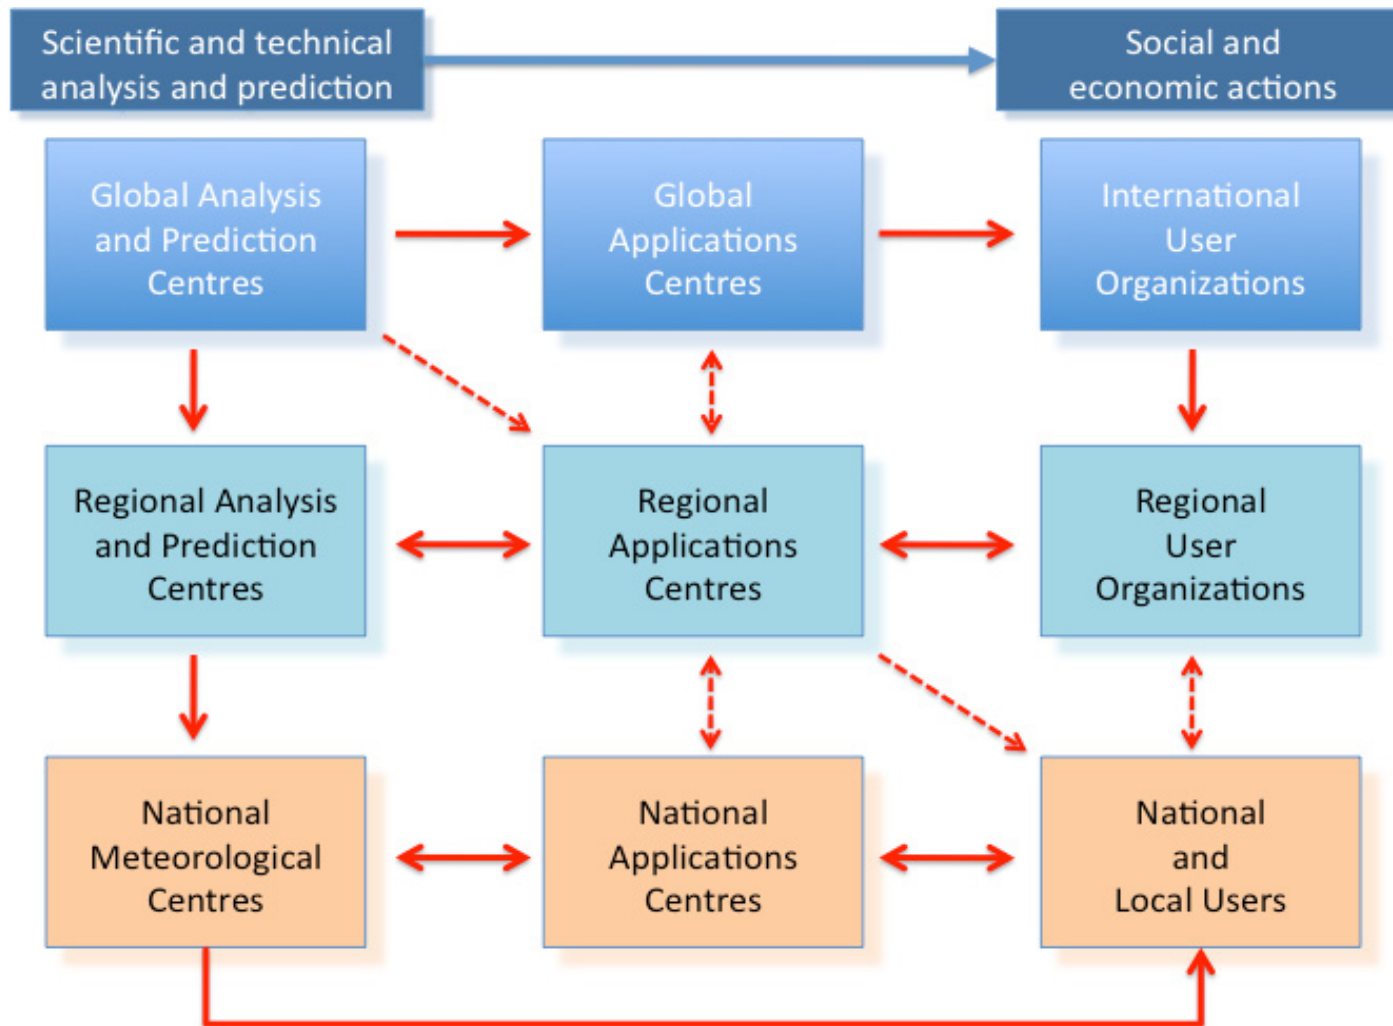 Scientific and technical
analysis and prediction
Social and
economic actions
Global Analysis
and Prediction
Centres
Global
Applications
Centres
International
User
Organizations
Regional Analysis
and Prediction
Centres
Regional
Applications
Centres
Regional
User
Organizations
National
Meteorological
Centres
National
Applications
Centres
National
and
Local Users